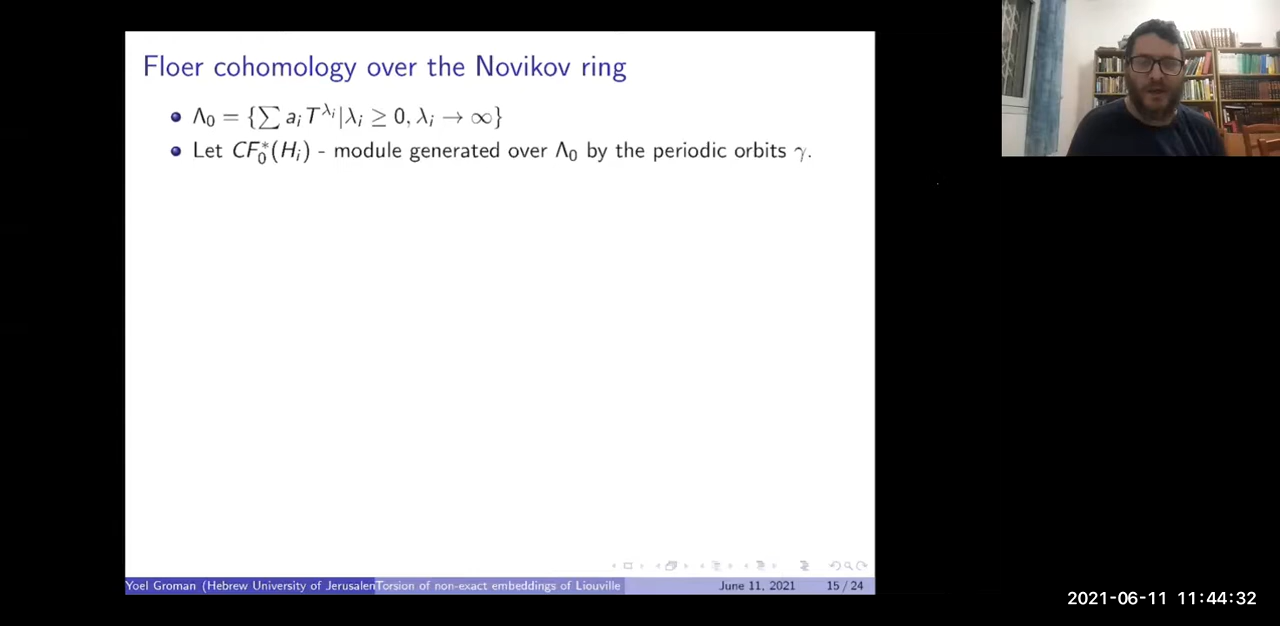 Floer cohomology over the Novikov ring
Λ₀ = {∑ aᵢ T^λᵢ | λᵢ ≥ 0, λᵢ → ∞}
Let CF₀*(Hᵢ) - module generated over Λ₀ by the periodic orbits γ.
Yoel Groman (Hebrew University of Jerusalen Torsion of non-exact embeddings of Liouville June 11, 2021 15 / 24
2021-06-11 11:44:32